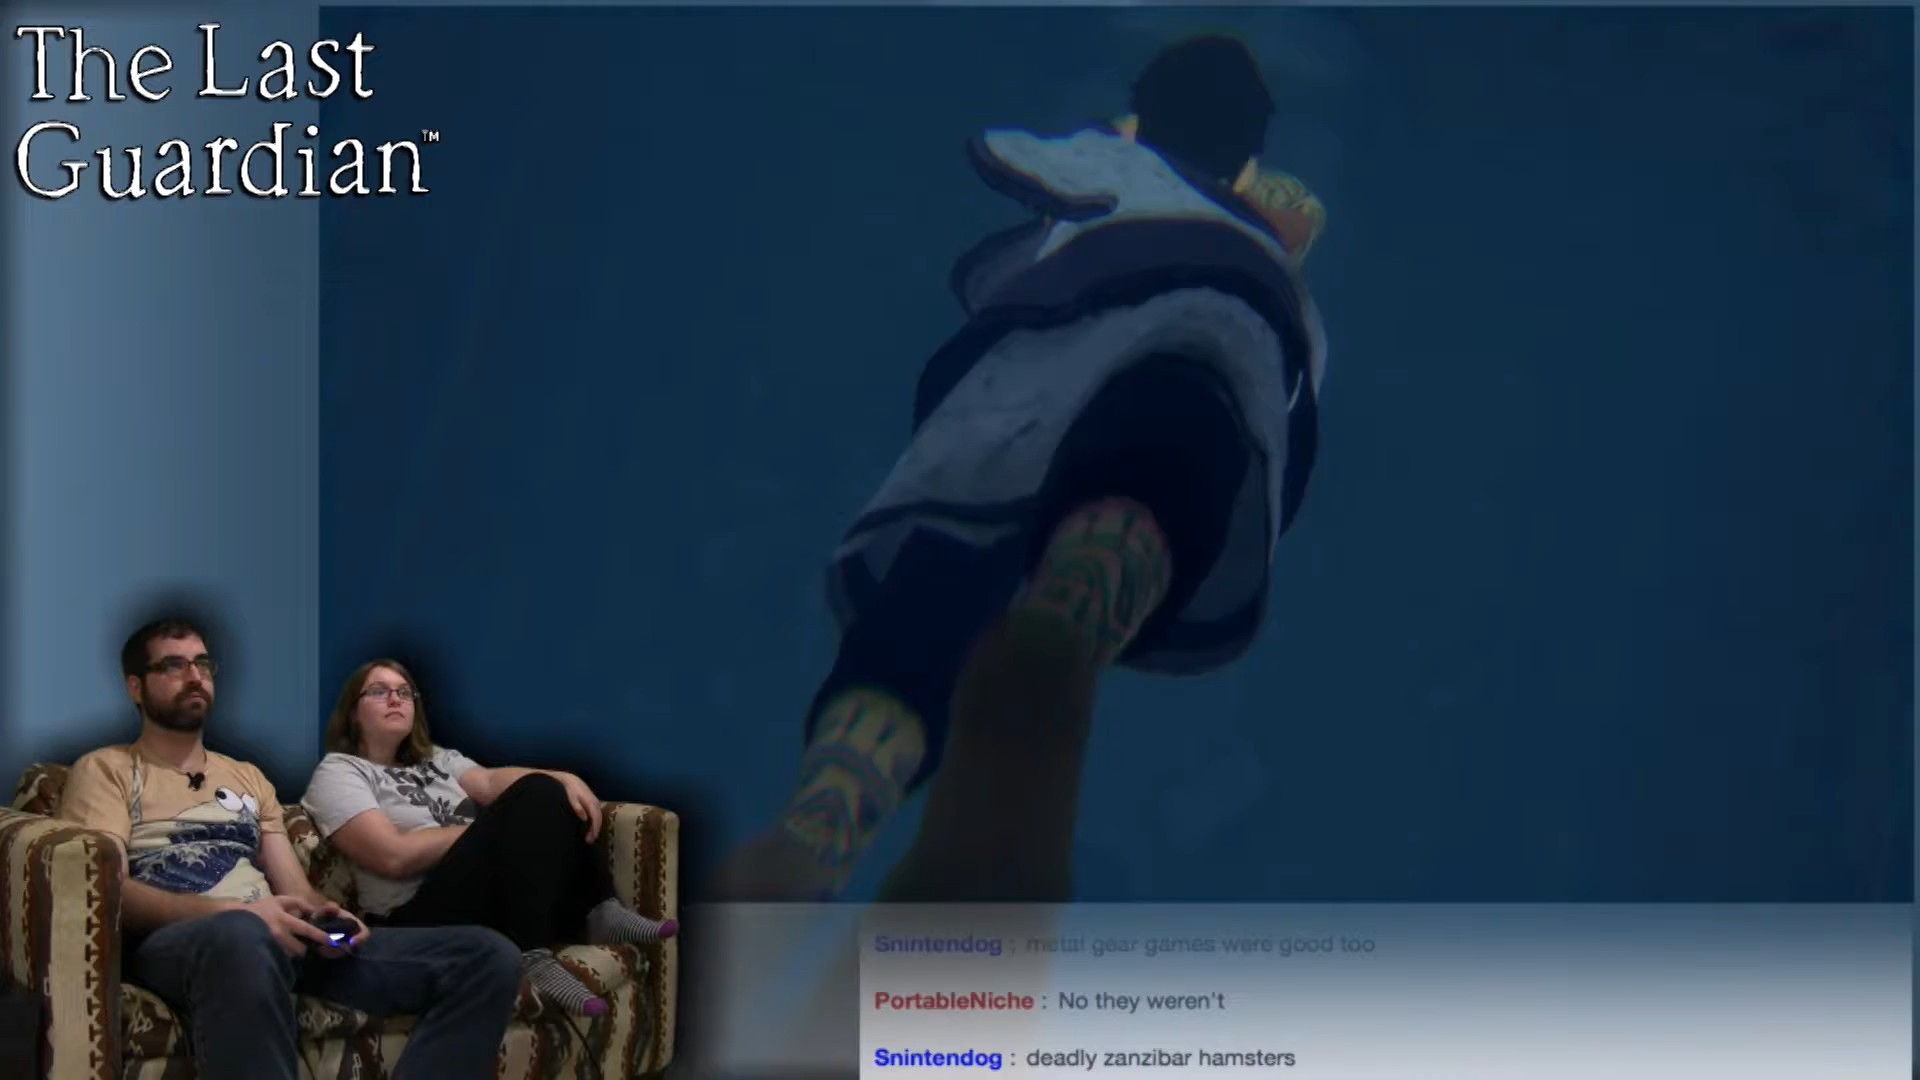 The Last
Guardian™
Snintendog : metal gear games were good too
PortableNiche : No they weren't
Snintendog : deadly zanzibar hamsters